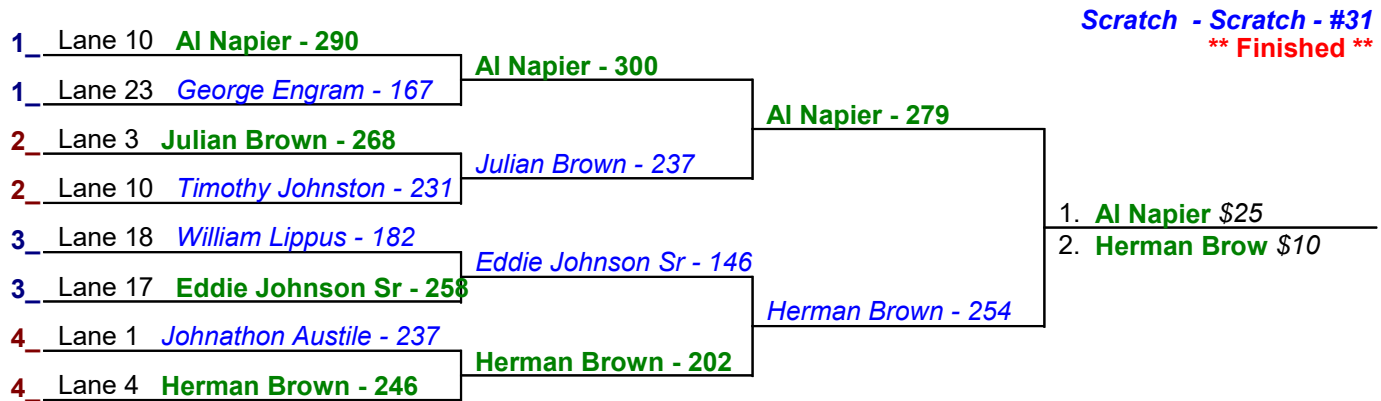 Scratch - Scratch - #31
** Finished **
1_ Lane 10 Al Napier - 290
1_ Lane 23 George Engram - 167
2_ Lane 3 Julian Brown - 268
2_ Lane 10 Timothy Johnston - 231
3_ Lane 18 William Lippus - 182
3_ Lane 17 Eddie Johnson Sr - 258
4_ Lane 1 Johnathon Austile - 237
4_ Lane 4 Herman Brown - 246
Al Napier - 300
Julian Brown - 237
Eddie Johnson Sr - 146
Herman Brown - 202
Al Napier - 279
Herman Brown - 254
1. Al Napier $25
2. Herman Brow $10